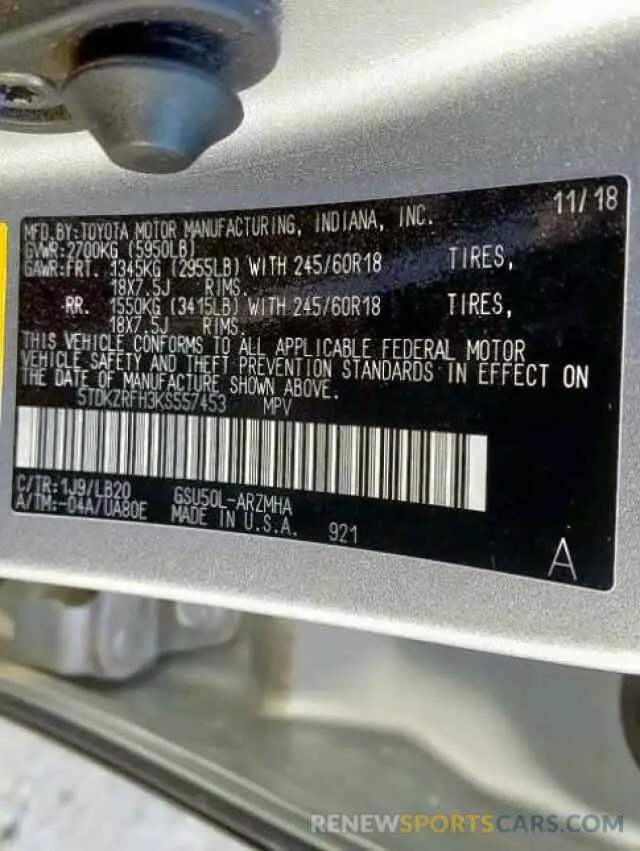 11/18
MFD.BY:TOYOTA MOTOR MANUFACTURING, INDIANA, INC.
GVWR:2700KG (5950LB)
GAWR:FRT. 1345KG (2955LB) WITH 245/60R18 TIRES,
18X7.5J RIMS.
RR. 1550KG (3415LB) WITH 245/60R18 TIRES,
18X7.5J RIMS.
THIS VEHICLE CONFORMS TO ALL APPLICABLE FEDERAL MOTOR
VEHICLE SAFETY AND THEFT PREVENTION STANDARDS IN EFFECT ON
THE DATE OF MANUFACTURE SHOWN ABOVE.
5TDKZRFH3KS557453 MPV
C/TR:1J9/LB20 GSU50L-ARZMHA
A/TM:-04A/UA80E MADE IN U.S.A. 921
A
RENEWSPORTSCARS.COM